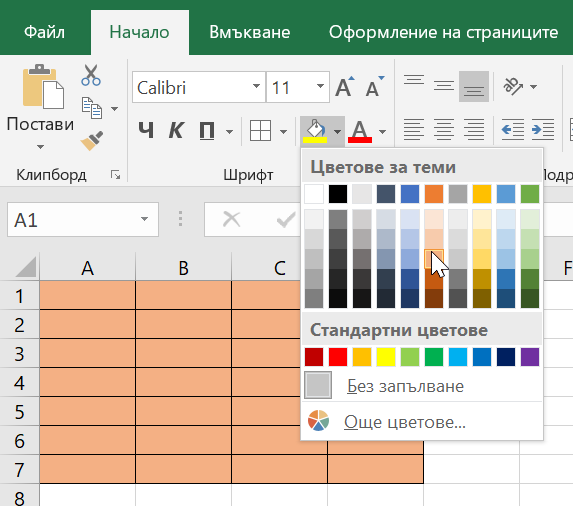 Файл Начало Вмъкване Оформление на страниците
Calibri 11 A A
Постави Ч К П A
Клипборд Шрифт
Цветове за теми
A1
A B C F
1
2
3
4
5
6
7
8
Стандартни цветове
Без запълване
Още цветове...